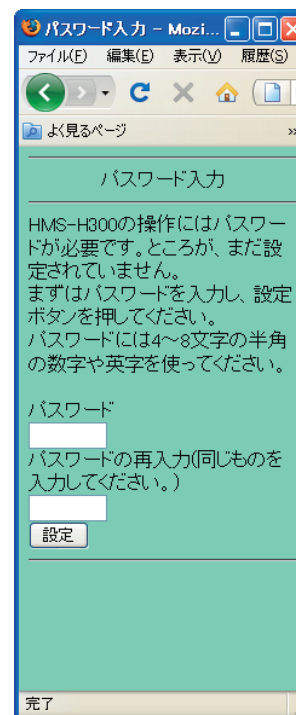 パスワード入力 - Mozi...
ファイル(F) 編集(E) 表示(V) 履歴(S)
よく見るページ »
パスワード入力
HMS-H300の操作にはパスワー
ドが必要です。ところが、まだ設
定されていません。
まずはパスワードを入力し、設定
ボタンを押してください。
パスワードには4～8文字の半角
の数字や英字を使ってください。
パスワード
パスワードの再入力(同じものを
入力してください。)
設定
完了